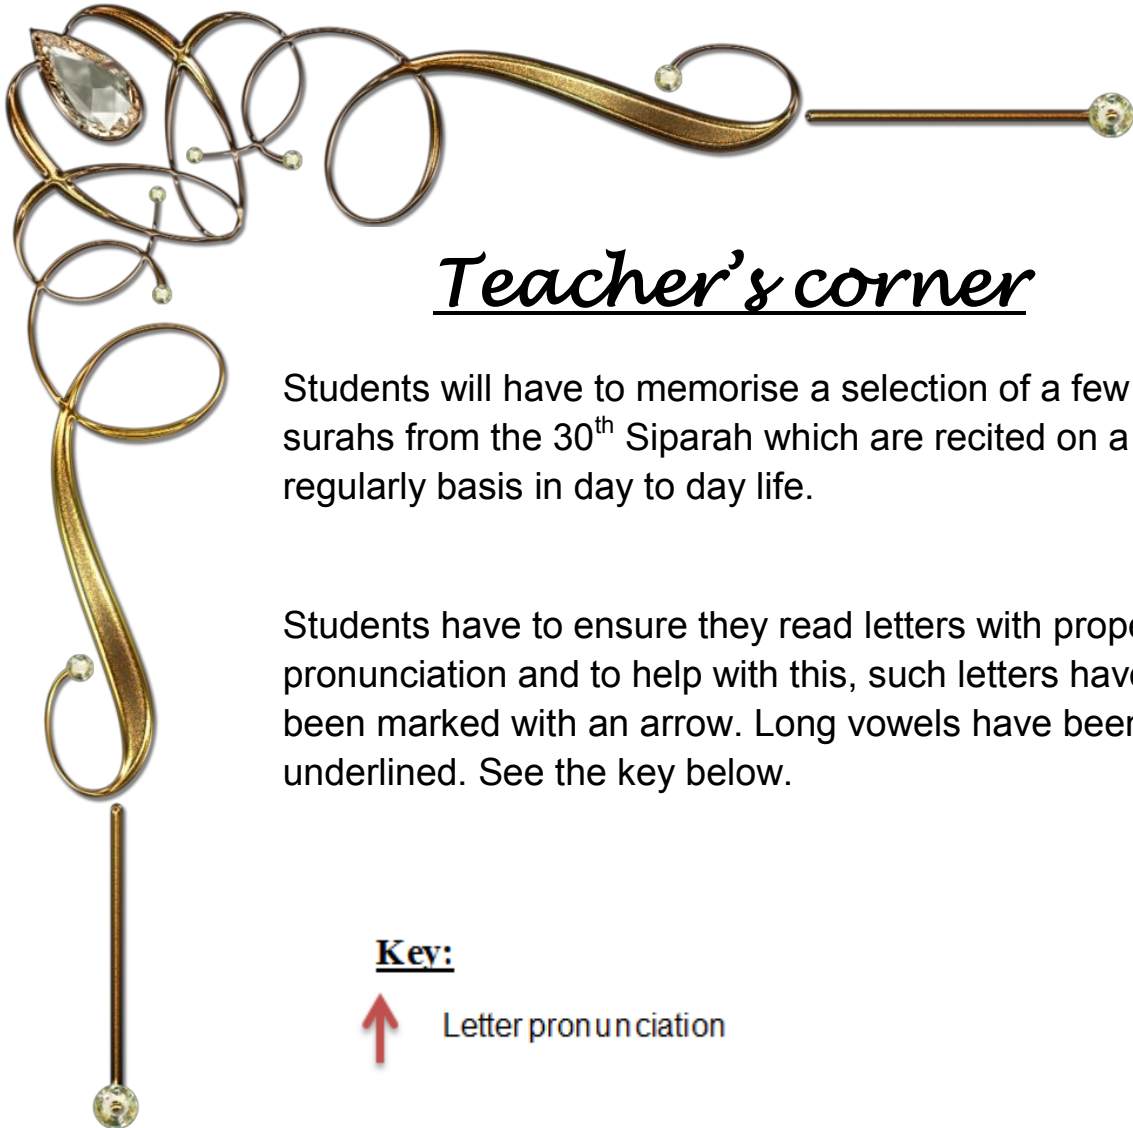 Teacher's corner
Students will have to memorise a selection of a few
surahs from the 30th Siparah which are recited on a
regularly basis in day to day life.
Students have to ensure they read letters with prope
pronunciation and to help with this, such letters have
been marked with an arrow. Long vowels have been
underlined. See the key below.
Key:
Letter pronunciation